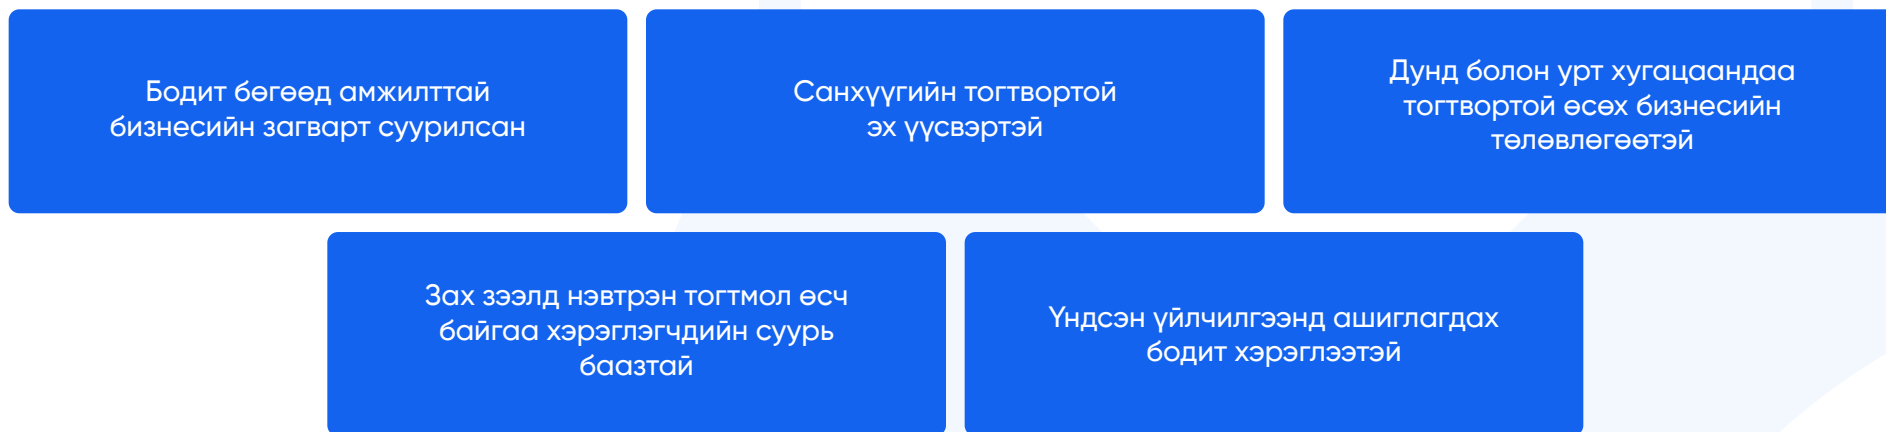 Бодит бөгөөд амжилттай
бизнесийн загварт суурилсан
Санхүүгийн тогтвортой
эх үүсвэртэй
Дунд болон урт хугацаандаа
тогтвортой өсөх бизнесийн
төлөвлөгөөтэй
Зах зээлд нэвтрэн тогтмол өсч
байгаа хэрэглэгчдийн суурь
баазтай
Үндсэн үйлчилгээнд ашиглагдах
бодит хэрэглээтэй